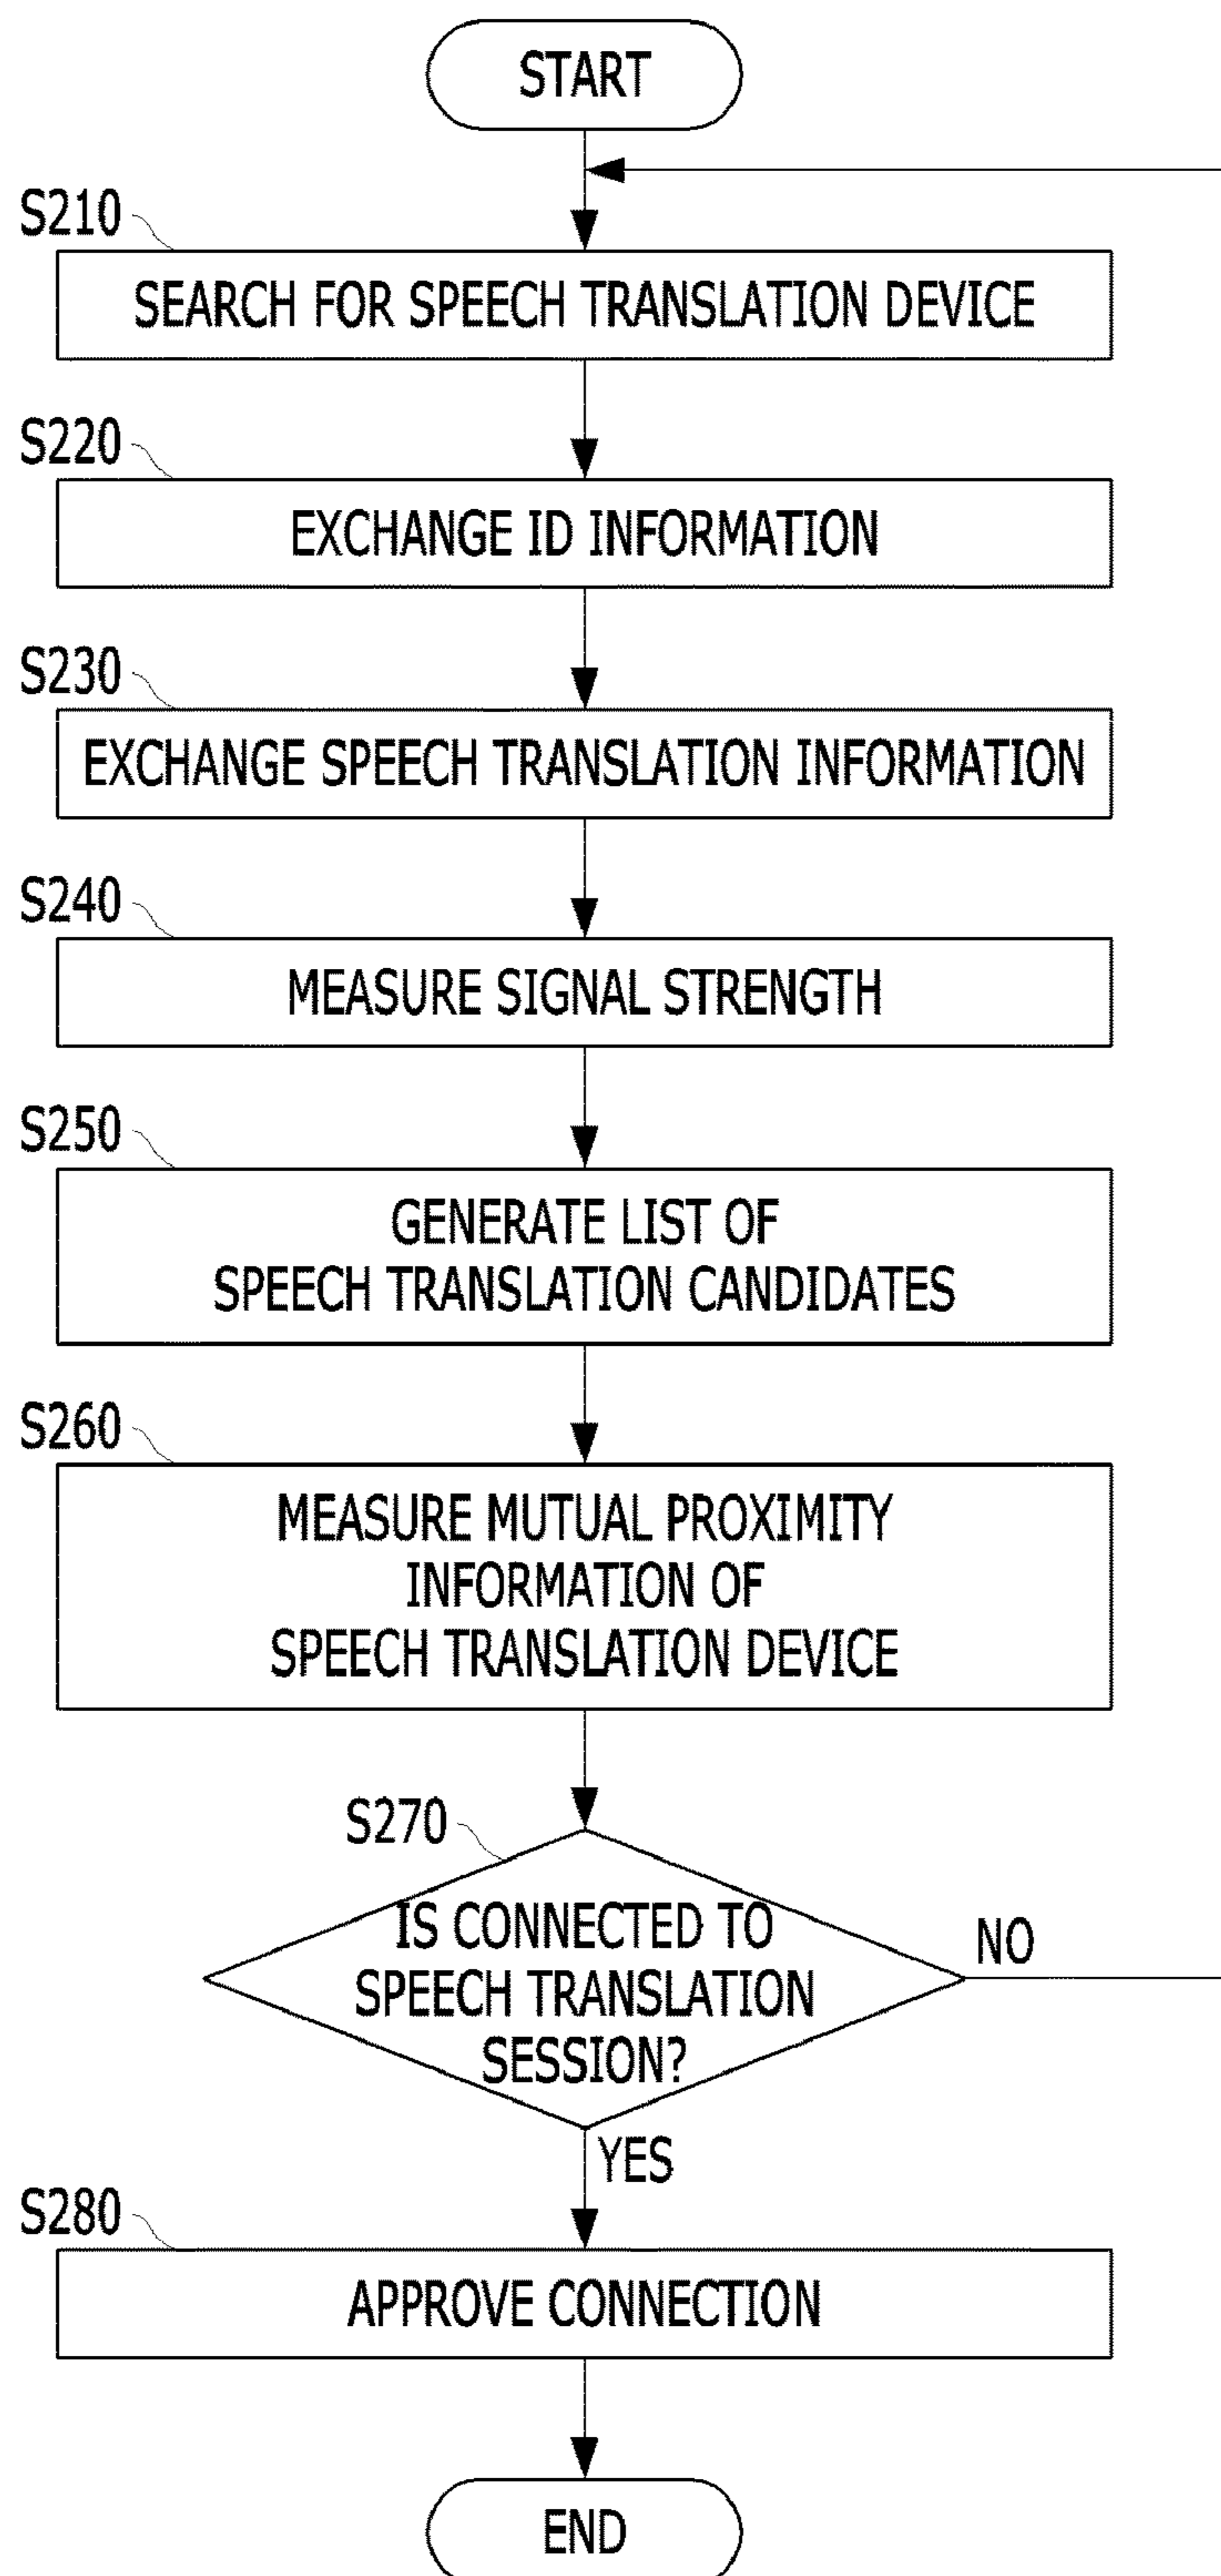 START
S210
SEARCH FOR SPEECH TRANSLATION DEVICE
S220
EXCHANGE ID INFORMATION
S230
EXCHANGE SPEECH TRANSLATION INFORMATION
S240
MEASURE SIGNAL STRENGTH
S250
GENERATE LIST OF
SPEECH TRANSLATION CANDIDATES
S260
MEASURE MUTUAL PROXIMITY
INFORMATION OF
SPEECH TRANSLATION DEVICE
S270
IS CONNECTED TO
SPEECH TRANSLATION
SESSION?
NO
YES
S280
APPROVE CONNECTION
END